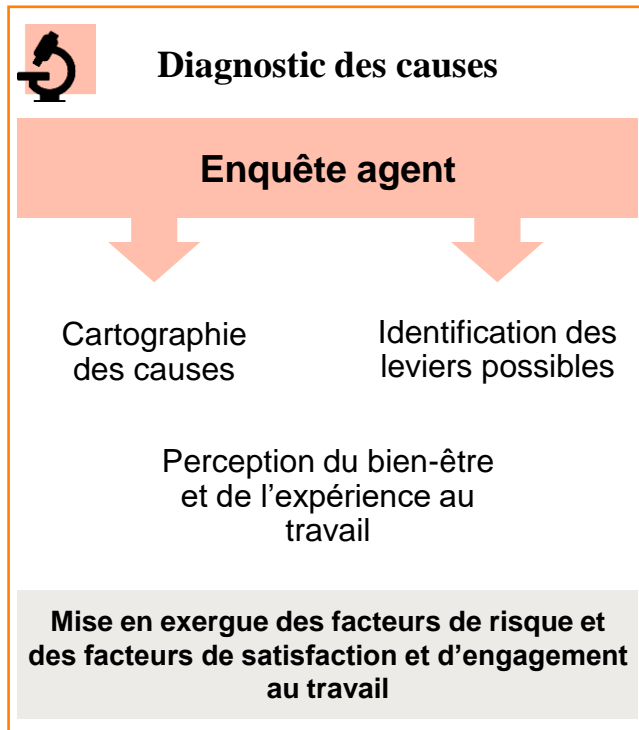 Diagnostic des causes
Enquête agent
Cartographie
des causes
Identification des
leviers possibles
Perception du bien-être
et de l’expérience au
travail
Mise en exergue des facteurs de risque et
des facteurs de satisfaction et d’engagement
au travail